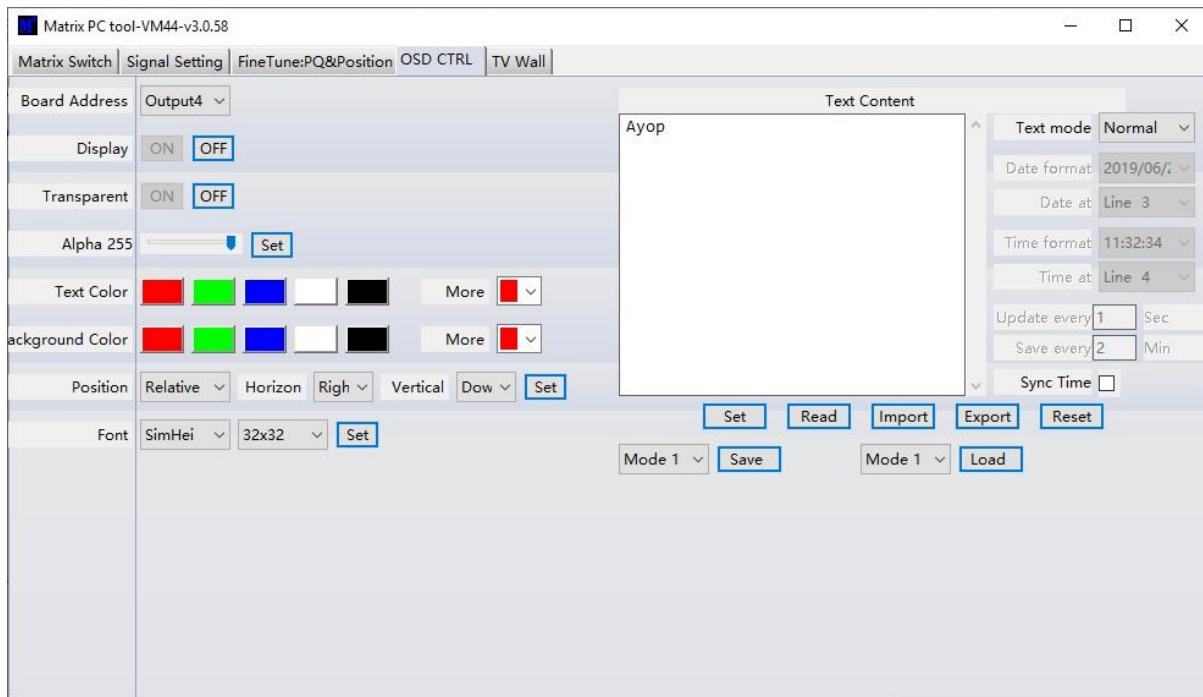 Matrix PC tool-VM44-v3.0.58
Matrix Switch Signal Setting FineTune:PQ&Position OSD CTRL TV Wall
Board Address Output4
Display ON OFF
Transparent ON OFF
Alpha 255 Set
Text Color More
ackground Color More
Position Relative Horizon Righ Vertical Dow Set
Font SimHei 32x32 Set
Text Content
Ayop
Text mode Normal
Date format 2019/06/2
Date at Line 3
Time format 11:32:34
Time at Line 4
Update every 1 Sec
Save every 2 Min
Sync Time
Set Read Import Export Reset
Mode 1 Save Mode 1 Load